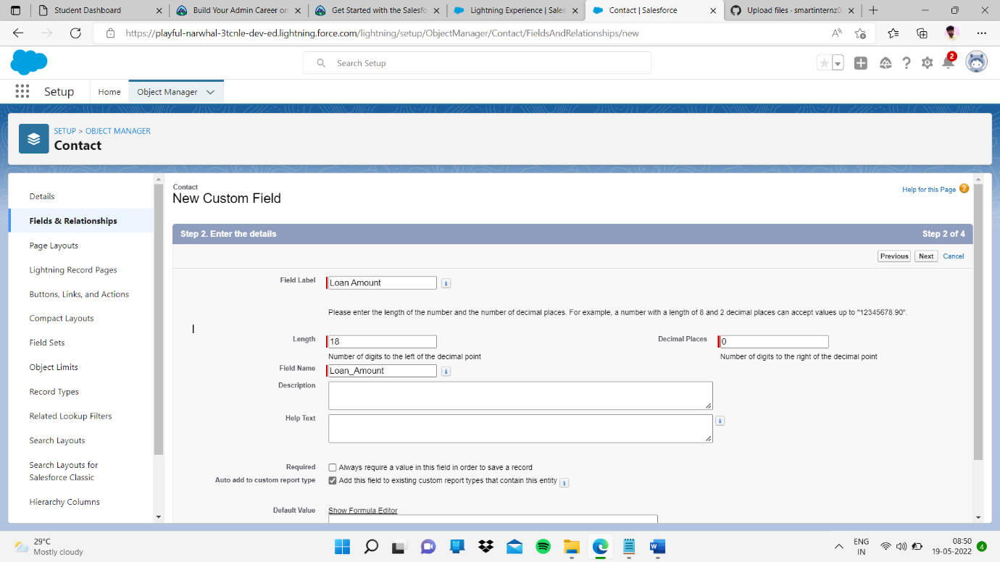 Student Dashboard
Build Your Admin Career on
Get Started with the Salesfo
Lightning Experience | Sales
Contact | Salesforce
Upload files · smartinternz0
https://playful-narwhal-3tcnle-dev-ed.lightning.force.com/lightning/setup/ObjectManager/Contact/FieldsAndRelationships/new
Search Setup
2
Setup
Home
Object Manager
SETUP > OBJECT MANAGER
Contact
Details
Fields & Relationships
Page Layouts
Lightning Record Pages
Buttons, Links, and Actions
Compact Layouts
Field Sets
Object Limits
Record Types
Related Lookup Filters
Search Layouts
Search Layouts for
Salesforce Classic
Hierarchy Columns
Contact
New Custom Field
Help for this Page
Step 2. Enter the details Step 2 of 4
Previous Next Cancel
Field Label Loan Amount
Please enter the length of the number and the number of decimal places. For example, a number with a length of 8 and 2 decimal places can accept values up to "12345678.90".
Length 18 Decimal Places 0
Number of digits to the left of the decimal point Number of digits to the right of the decimal point
Field Name Loan_Amount
Description
Help Text
Required Always require a value in this field in order to save a record
Auto add to custom report type Add this field to existing custom report types that contain this entity
Default Value Show Formula Editor
29°C
Mostly cloudy
ENG
IN
08:50
19-05-2022
4